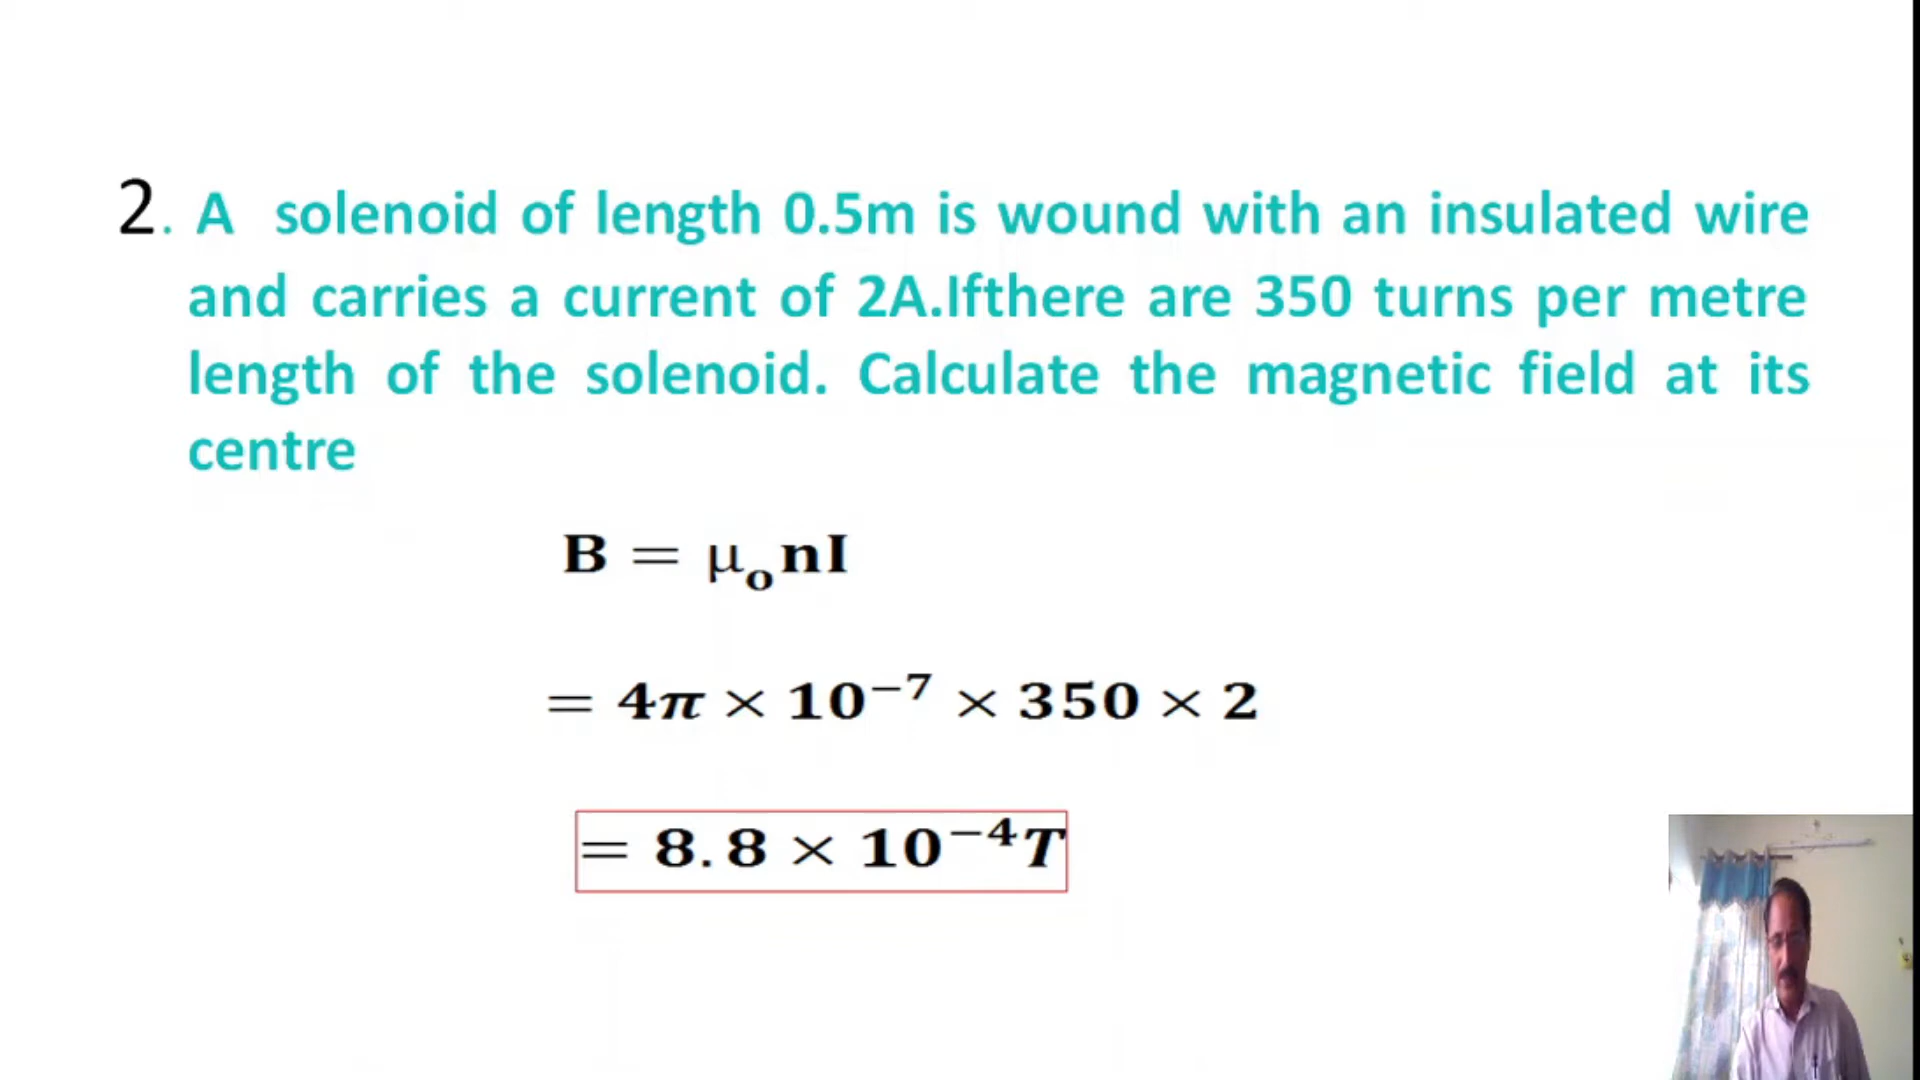 2. A solenoid of length 0.5m is wound with an insulated wire
and carries a current of 2A.Ifthere are 350 turns per metre
length of the solenoid. Calculate the magnetic field at its
centre
B = μₒnI
= 4π × 10⁻⁷ × 350 × 2
= 8.8 × 10⁻⁴T